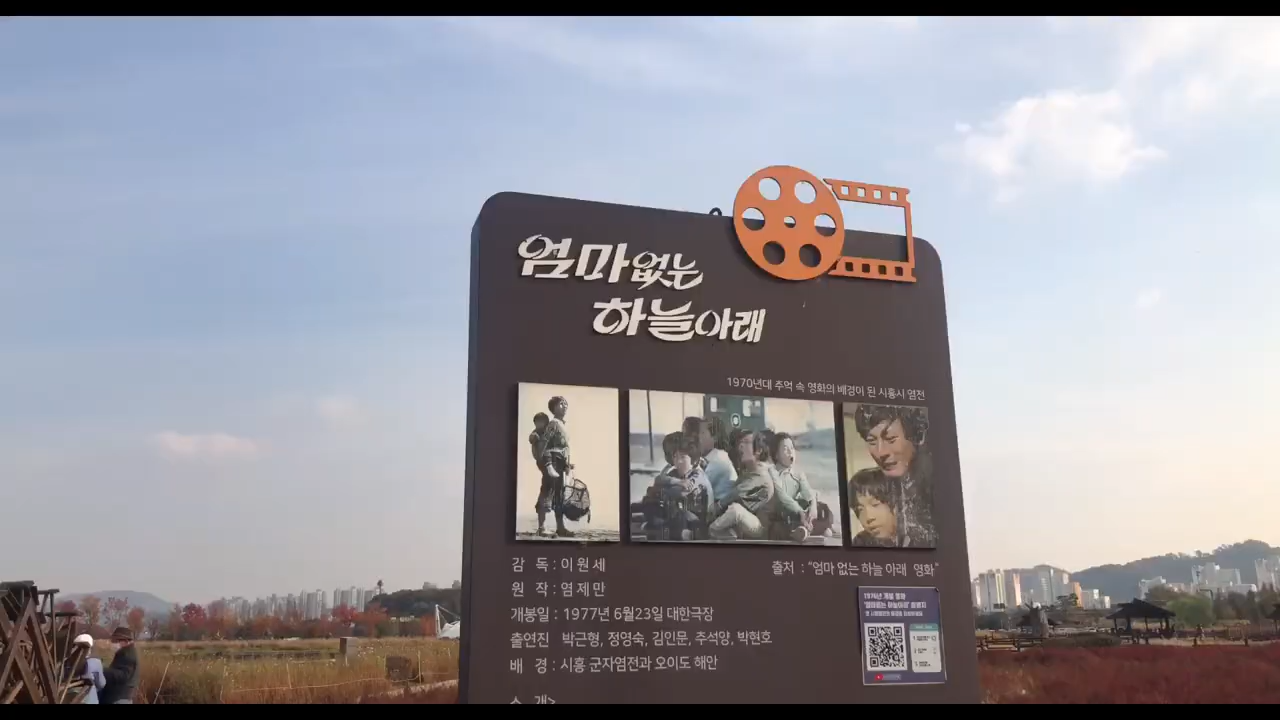 엄마없는
하늘아래
1970년대 추억 속 영화의 배경이 된 시흥시 염전
감 독 : 이원세
출처 : "엄마 없는 하늘 아래 영화"
원 작 : 염제만
개봉일 : 1977년 6월23일 대한극장
출연진 박근형, 정영숙, 김인문, 주석양, 박현호
배 경 : 시흥 군자염전과 오이도 해안
소 개>